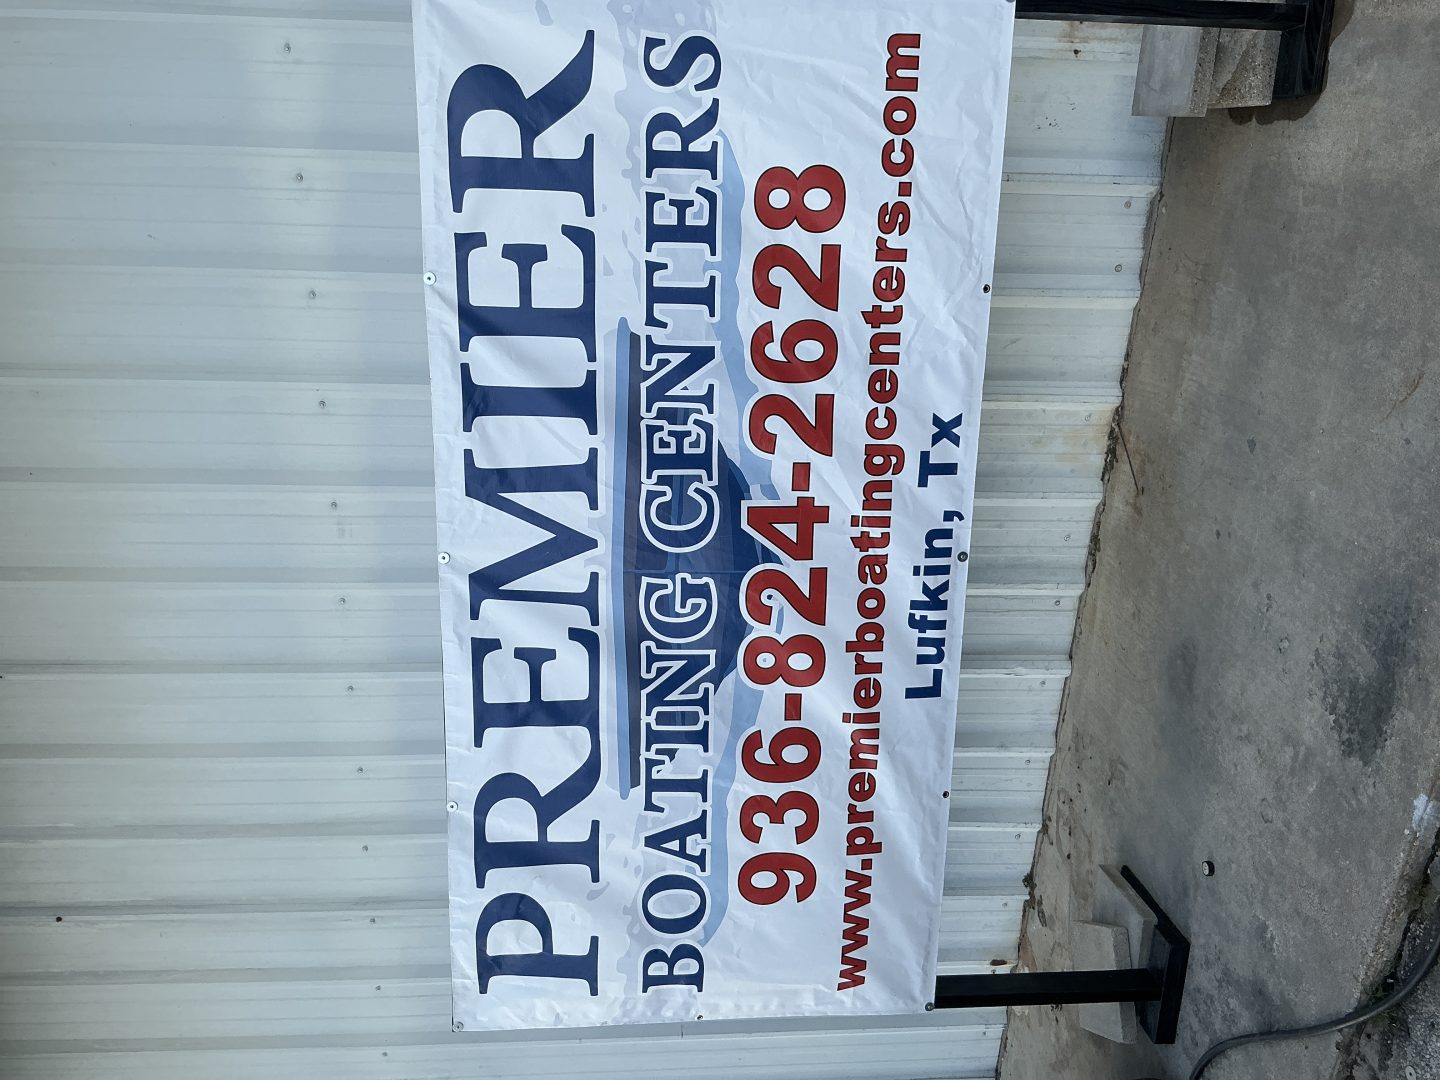 PREMIER
BOATING CENTERS
936-824-2628
www.premierboatingcenters.com
Lufkin, Tx